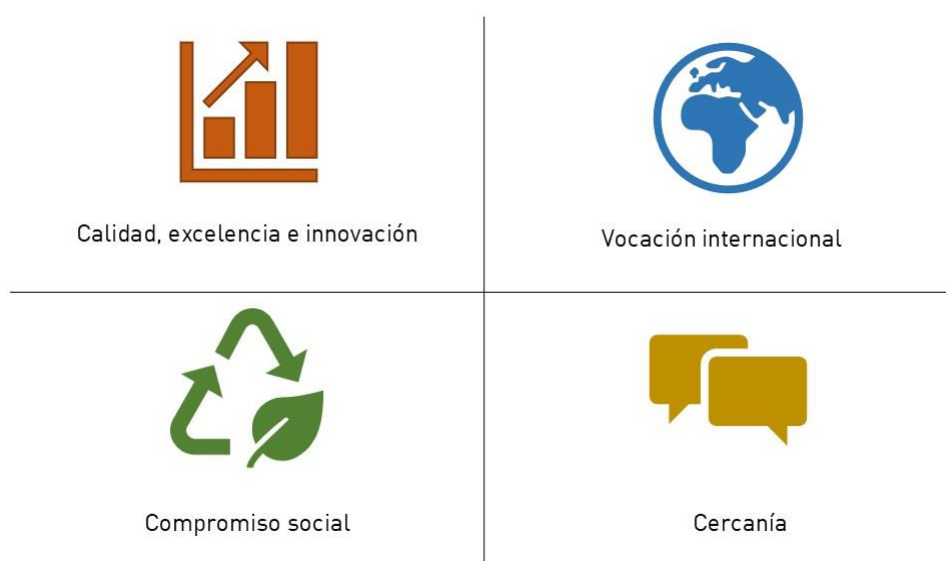 Calidad, excelencia e innovación
Vocación internacional
Compromiso social
Cercanía